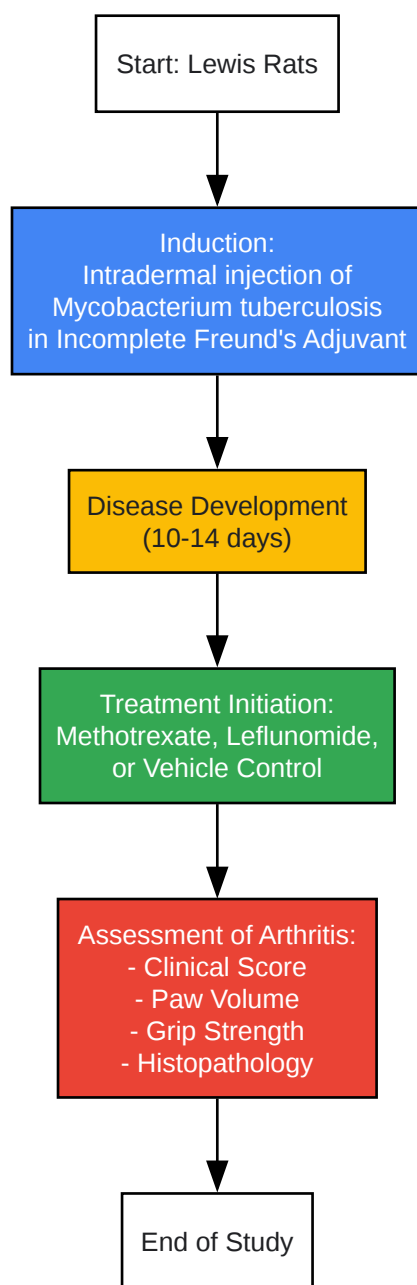 Start: Lewis Rats
Induction:
Intradermal injection of
Mycobacterium tuberculosis
in Incomplete Freund's Adjuvant
Disease Development
(10-14 days)
Treatment Initiation:
Methotrexate, Leflunomide,
or Vehicle Control
Assessment of Arthritis:
- Clinical Score
- Paw Volume
- Grip Strength
- Histopathology
End of Study